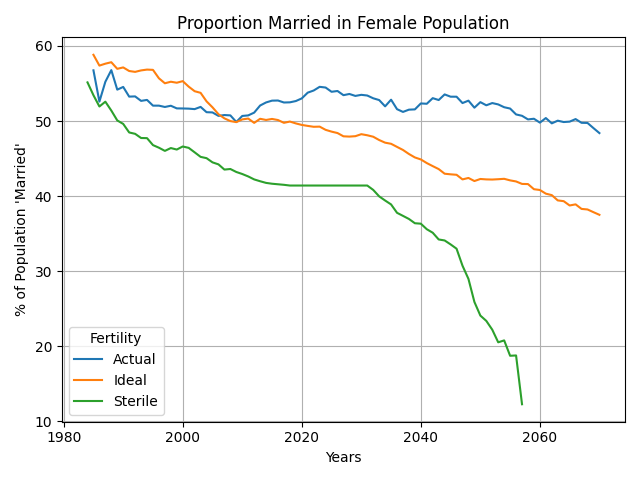 Proportion Married in Female Population
% of Population 'Married'
60
50
40
30
20
10
1980
2000
2020
2040
2060
Years
Fertility
Actual
Ideal
Sterile